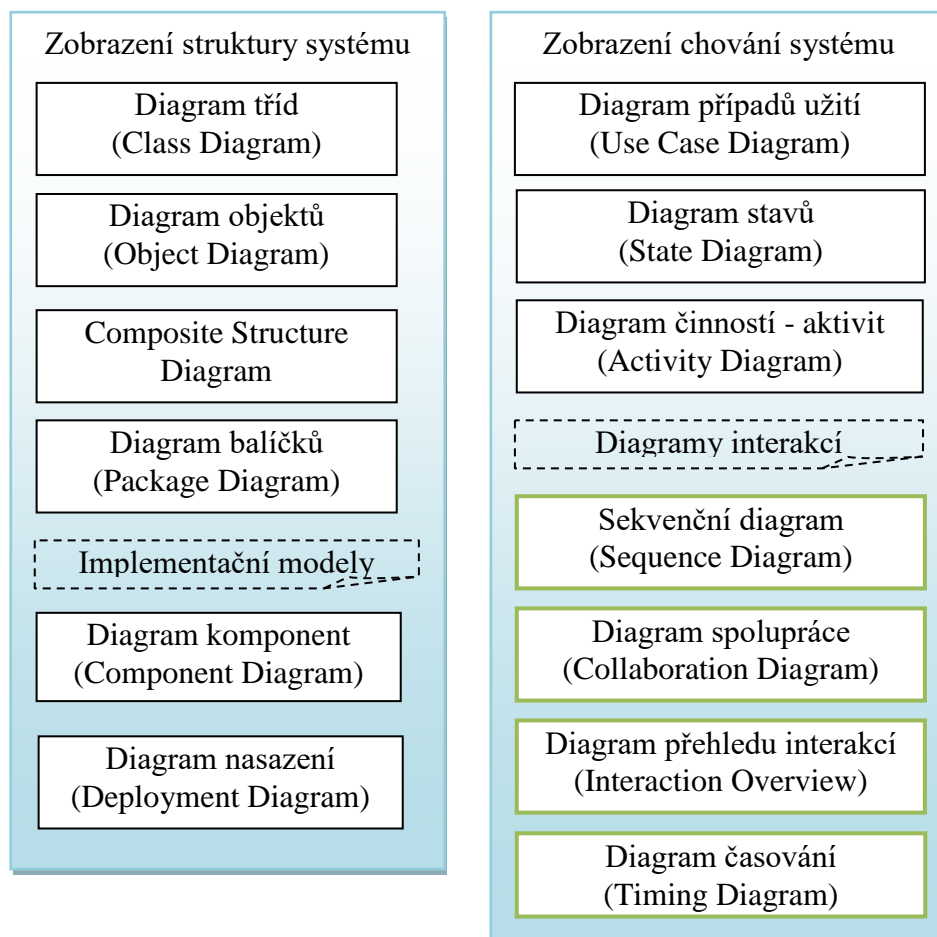 Zobrazení struktury systému
Diagram tříd
(Class Diagram)
Diagram objektů
(Object Diagram)
Composite Structure
Diagram
Diagram balíčků
(Package Diagram)
Implementační modely
Diagram komponent
(Component Diagram)
Diagram nasazení
(Deployment Diagram)
Zobrazení chování systému
Diagram případů užití
(Use Case Diagram)
Diagram stavů
(State Diagram)
Diagram činností - aktivit
(Activity Diagram)
Diagramy interakcí
Sekvenční diagram
(Sequence Diagram)
Diagram spolupráce
(Collaboration Diagram)
Diagram přehledu interakcí
(Interaction Overview)
Diagram časování
(Timing Diagram)